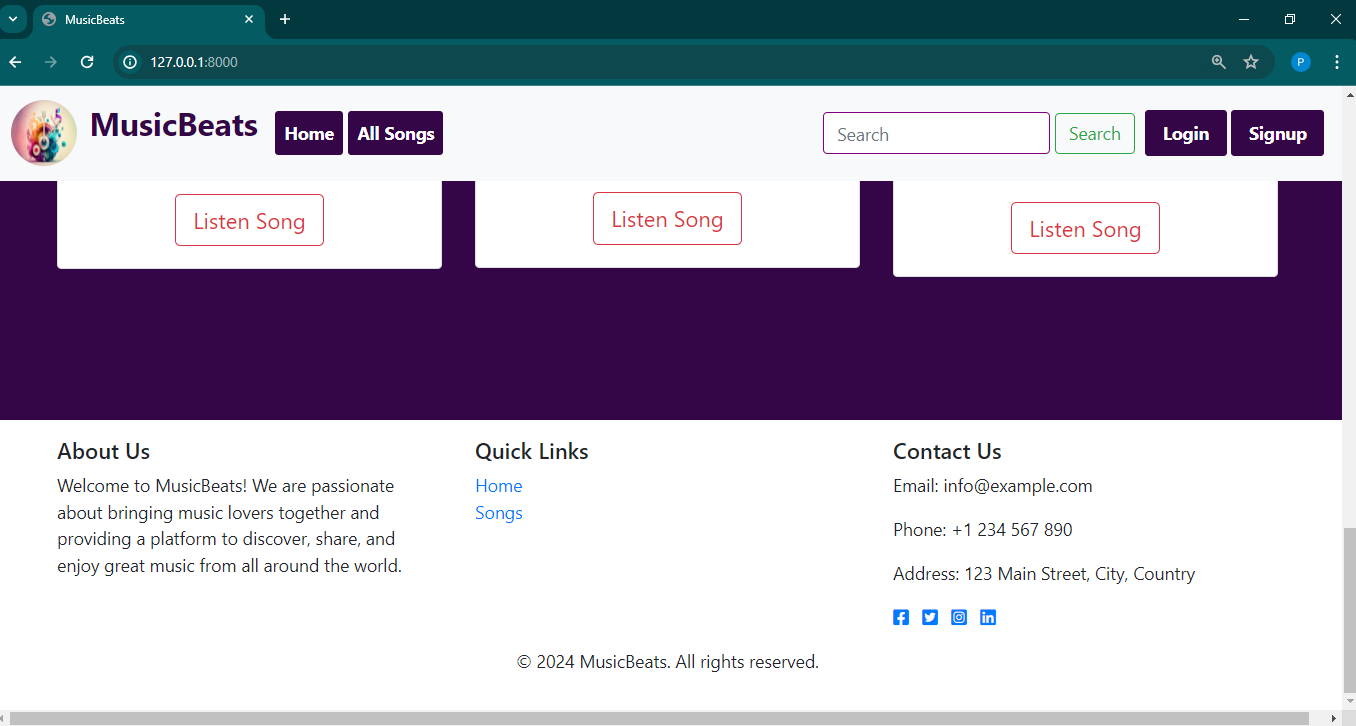 MusicBeats
127.0.0.1:8000
P
MusicBeats
Home
All Songs
Search
Search
Login
Signup
Listen Song
Listen Song
Listen Song
About Us
Welcome to MusicBeats! We are passionate
about bringing music lovers together and
providing a platform to discover, share, and
enjoy great music from all around the world.
Quick Links
Home
Songs
Contact Us
Email: info@example.com
Phone: +1 234 567 890
Address: 123 Main Street, City, Country
© 2024 MusicBeats. All rights reserved.